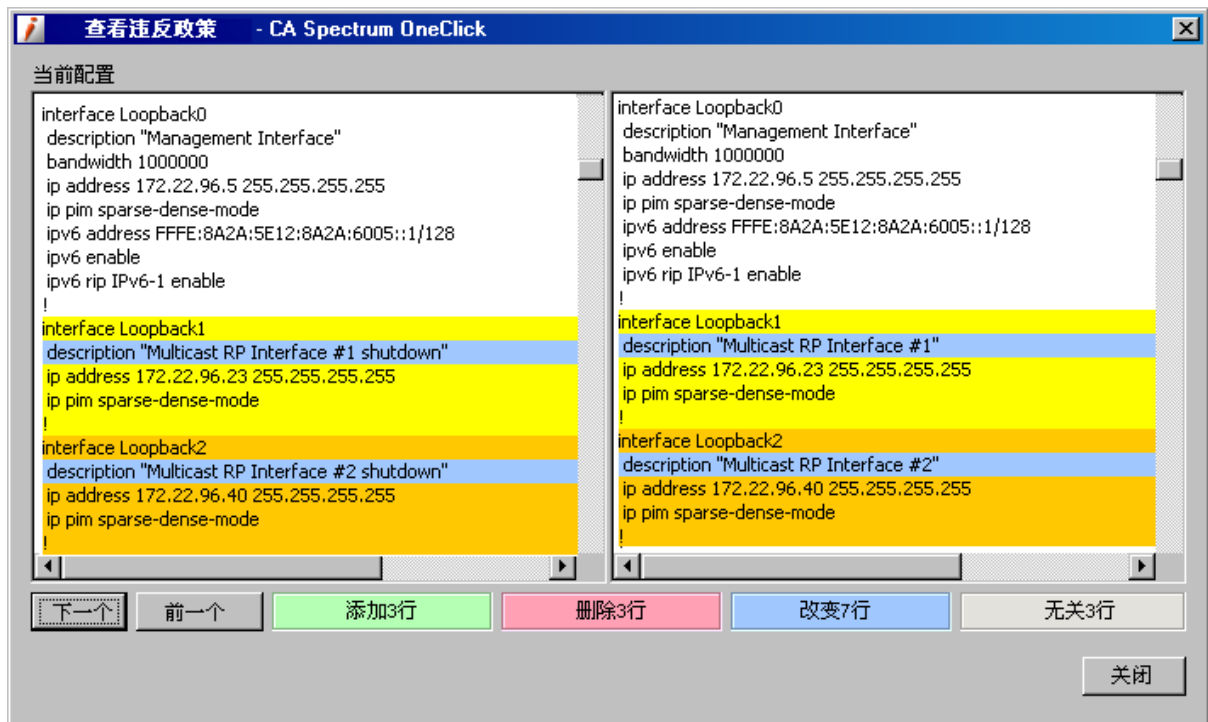 查看违反政策 - CA Spectrum OneClick
当前配置
interface Loopback0
description "Management Interface"
bandwidth 1000000
ip address 172.22.96.5 255.255.255.255
ip pim sparse-dense-mode
ipv6 address FFFE:8A2A:5E12:8A2A:6005::1/128
ipv6 enable
ipv6 rip IPv6-1 enable
!
interface Loopback1
description "Multicast RP Interface #1 shutdown"
ip address 172.22.96.23 255.255.255.255
ip pim sparse-dense-mode
!
interface Loopback2
description "Multicast RP Interface #2 shutdown"
ip address 172.22.96.40 255.255.255.255
ip pim sparse-dense-mode
!
interface Loopback0
description "Management Interface"
bandwidth 1000000
ip address 172.22.96.5 255.255.255.255
ip pim sparse-dense-mode
ipv6 address FFFE:8A2A:5E12:8A2A:6005::1/128
ipv6 enable
ipv6 rip IPv6-1 enable
!
interface Loopback1
description "Multicast RP Interface #1"
ip address 172.22.96.23 255.255.255.255
ip pim sparse-dense-mode
!
interface Loopback2
description "Multicast RP Interface #2"
ip address 172.22.96.40 255.255.255.255
ip pim sparse-dense-mode
!
下一个 前一个 添加3行 删除3行 改变7行 无关3行
关闭